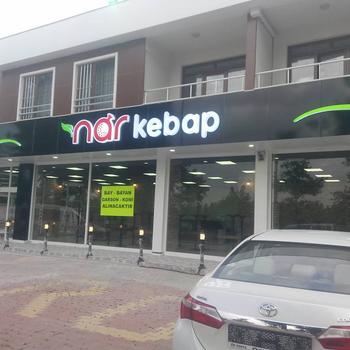 nar kebap
BAY - BAYAN
GARSON - KOMİ
ALINACAKTIR